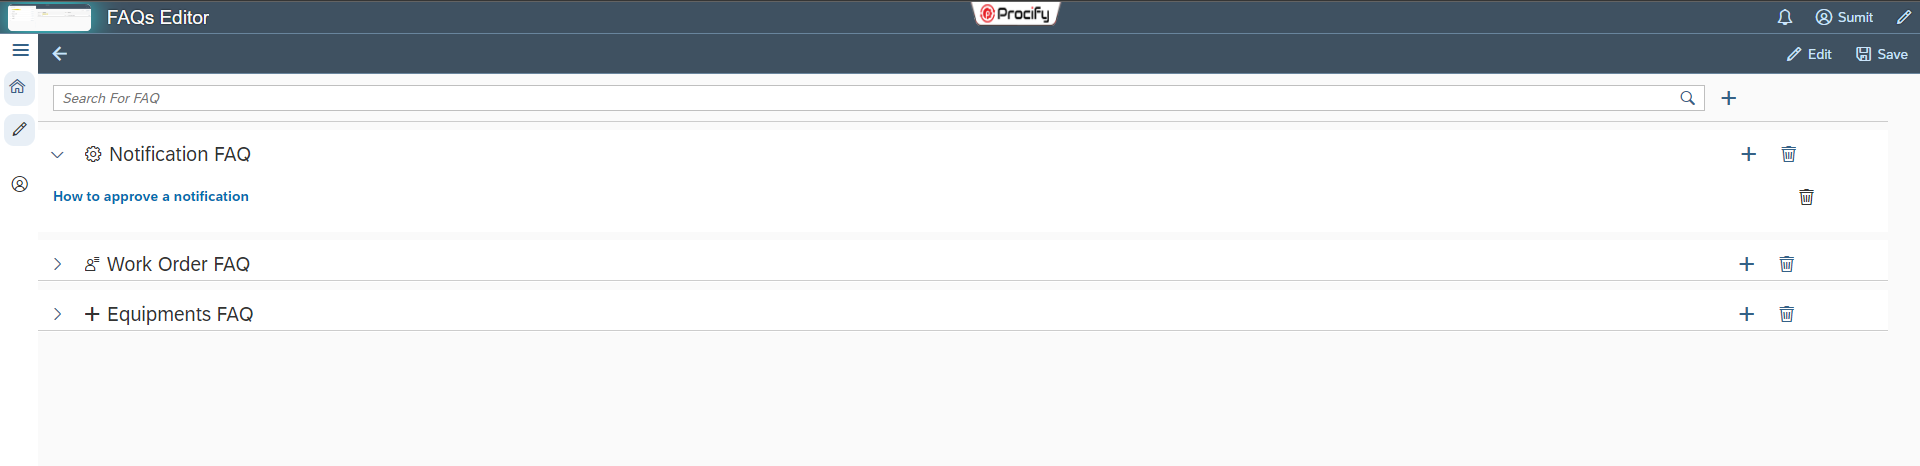 FAQs Editor
Procify
Sumit
Edit
Save
Search For FAQ
Notification FAQ
How to approve a notification
Work Order FAQ
Equipments FAQ